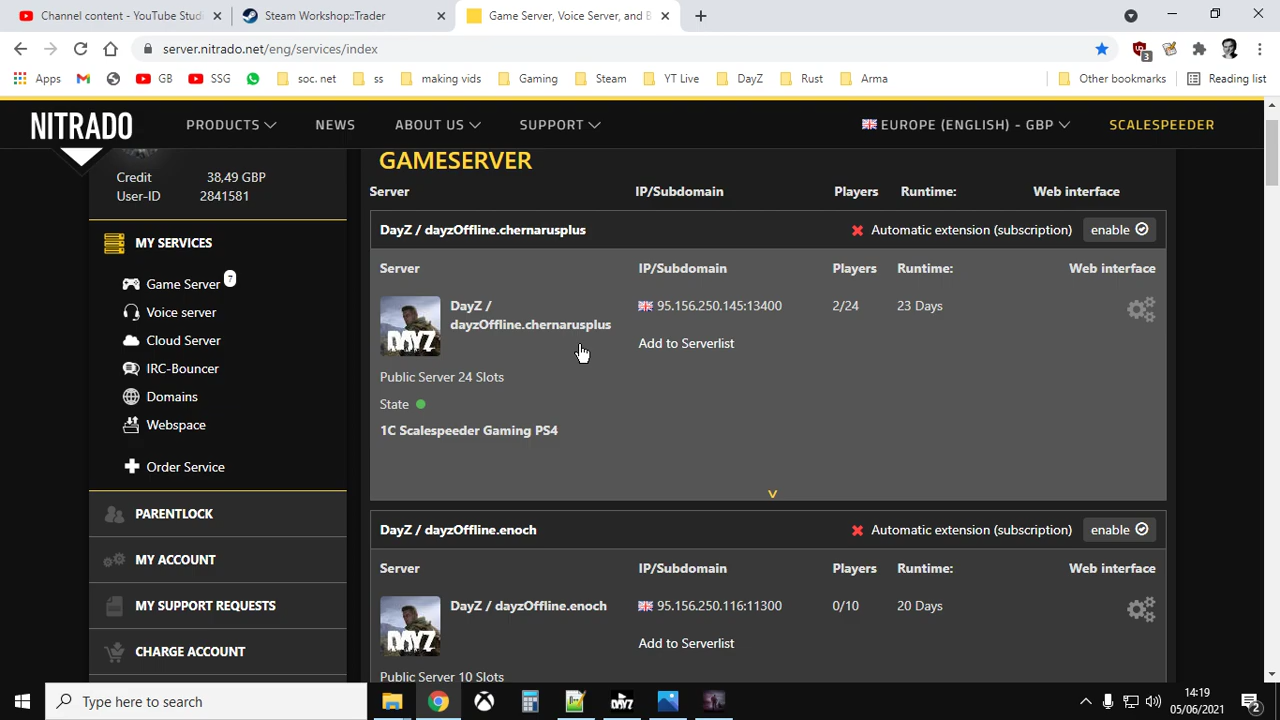 Channel content - YouTube Studi
Steam Workshop::Trader
Game Server, Voice Server, and B
server.nitrado.net/eng/services/index
3
Apps
GB
SSG
soc. net
ss
making vids
Gaming
Steam
YT Live
DayZ
Rust
Arma
Other bookmarks
Reading list
NITRADO
PRODUCTS
NEWS
ABOUT US
SUPPORT
EUROPE (ENGLISH) - GBP
SCALESPEEDER
Credit 38,49 GBP
User-ID 2841581
MY SERVICES
Game Server 7
Voice server
Cloud Server
IRC-Bouncer
Domains
Webspace
Order Service
PARENTLOCK
MY ACCOUNT
MY SUPPORT REQUESTS
CHARGE ACCOUNT
GAMESERVER
Server IP/Subdomain Players Runtime: Web interface
DayZ / dayzOffline.chernarusplus Automatic extension (subscription) enable
Server IP/Subdomain Players Runtime: Web interface
DayZ / 95.156.250.145:13400 2/24 23 Days
dayzOffline.chernarusplus
DAYZ
Add to Serverlist
Public Server 24 Slots
State
1C Scalespeeder Gaming PS4
v
DayZ / dayzOffline.enoch Automatic extension (subscription) enable
Server IP/Subdomain Players Runtime: Web interface
DayZ / dayzOffline.enoch 95.156.250.116:11300 0/10 20 Days
DAYZ
Add to Serverlist
Public Server 10 Slots
Type here to search
DAYZ
14:19
05/06/2021
2